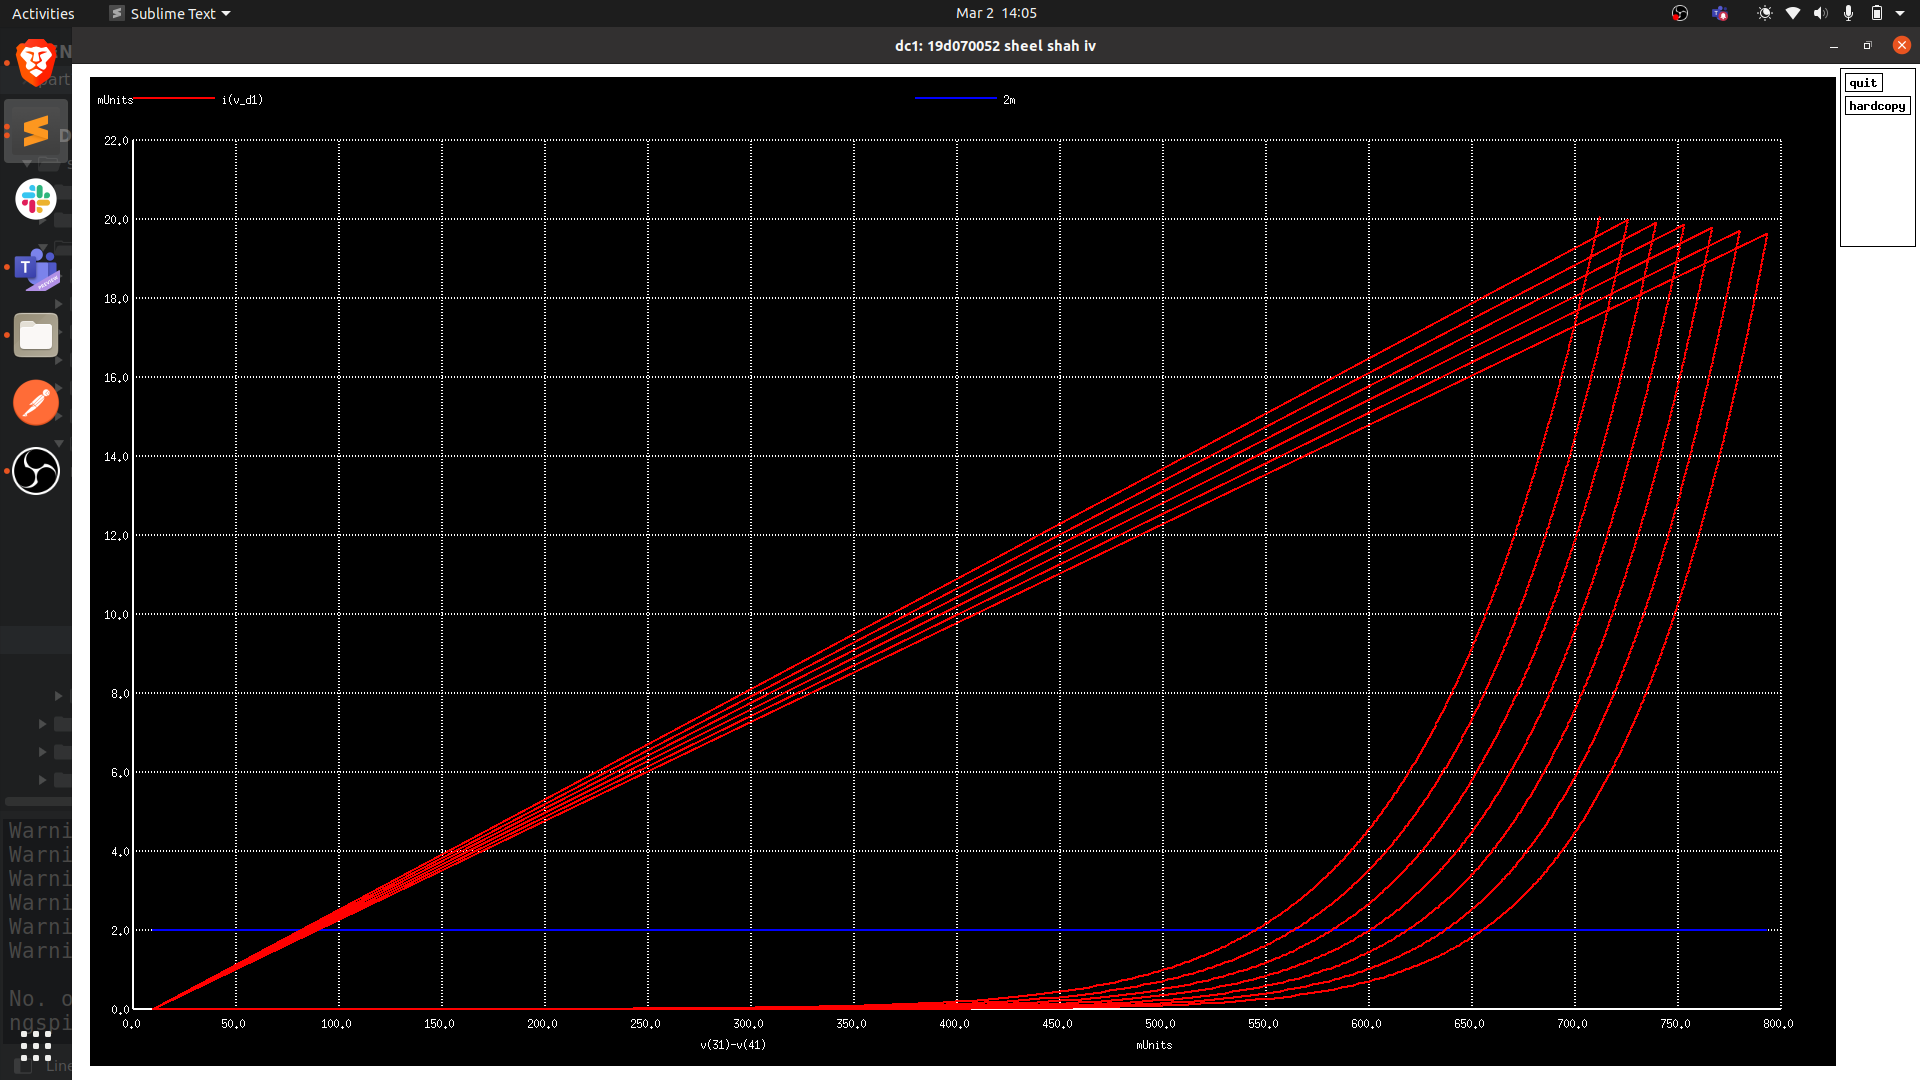 Activities
Sublime Text
Mar 2 14:05
dc1: 19d070052 sheel shah iv
quit
hardcopy
mUnits
i(v_d1)
2m
22.0
20.0
18.0
16.0
14.0
12.0
10.0
8.0
6.0
4.0
2.0
0.0
0.0 50.0 100.0 150.0 200.0 250.0 300.0 350.0 400.0 450.0 500.0 550.0 600.0 650.0 700.0 750.0 800.0
v(31)-v(41)
mUnits
Warni
Warni
Warni
Warni
Warni
Warni
No. o
ngspi
Line